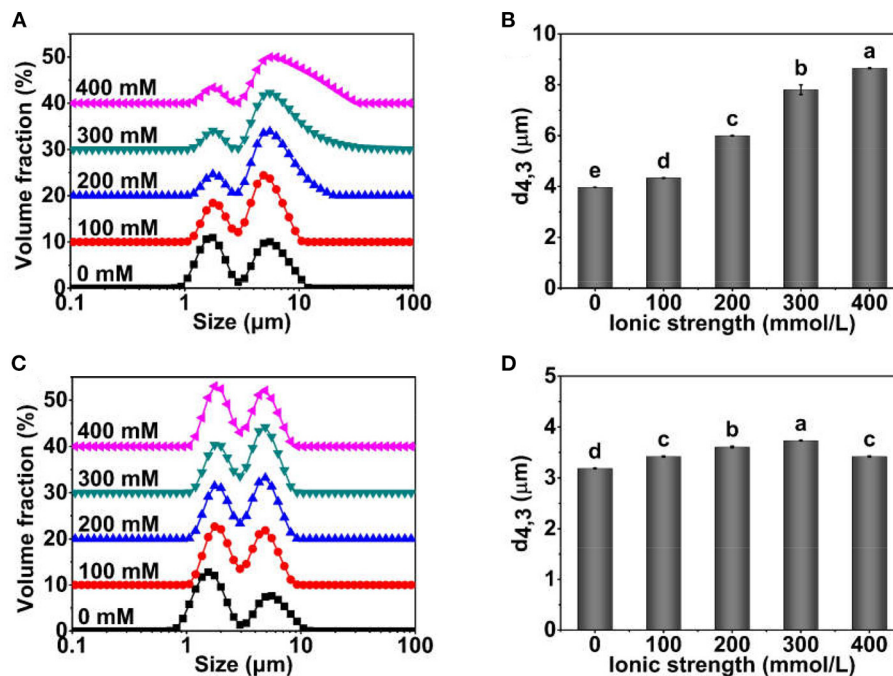 A
Volume fraction (%)
50
40
30
20
10
0
400 mM
300 mM
200 mM
100 mM
0 mM
0.1 1 10 100
Size (µm)
B
d4,3 (µm)
10
8
6
4
2
0
e d c b a
0 100 200 300 400
Ionic strength (mmol/L)
C
Volume fraction (%)
50
40
30
20
10
0
400 mM
300 mM
200 mM
100 mM
0 mM
0.1 1 10 100
Size (µm)
D
d4,3 (µm)
5
4
3
2
1
0
d c b a c
0 100 200 300 400
Ionic strength (mmol/L)